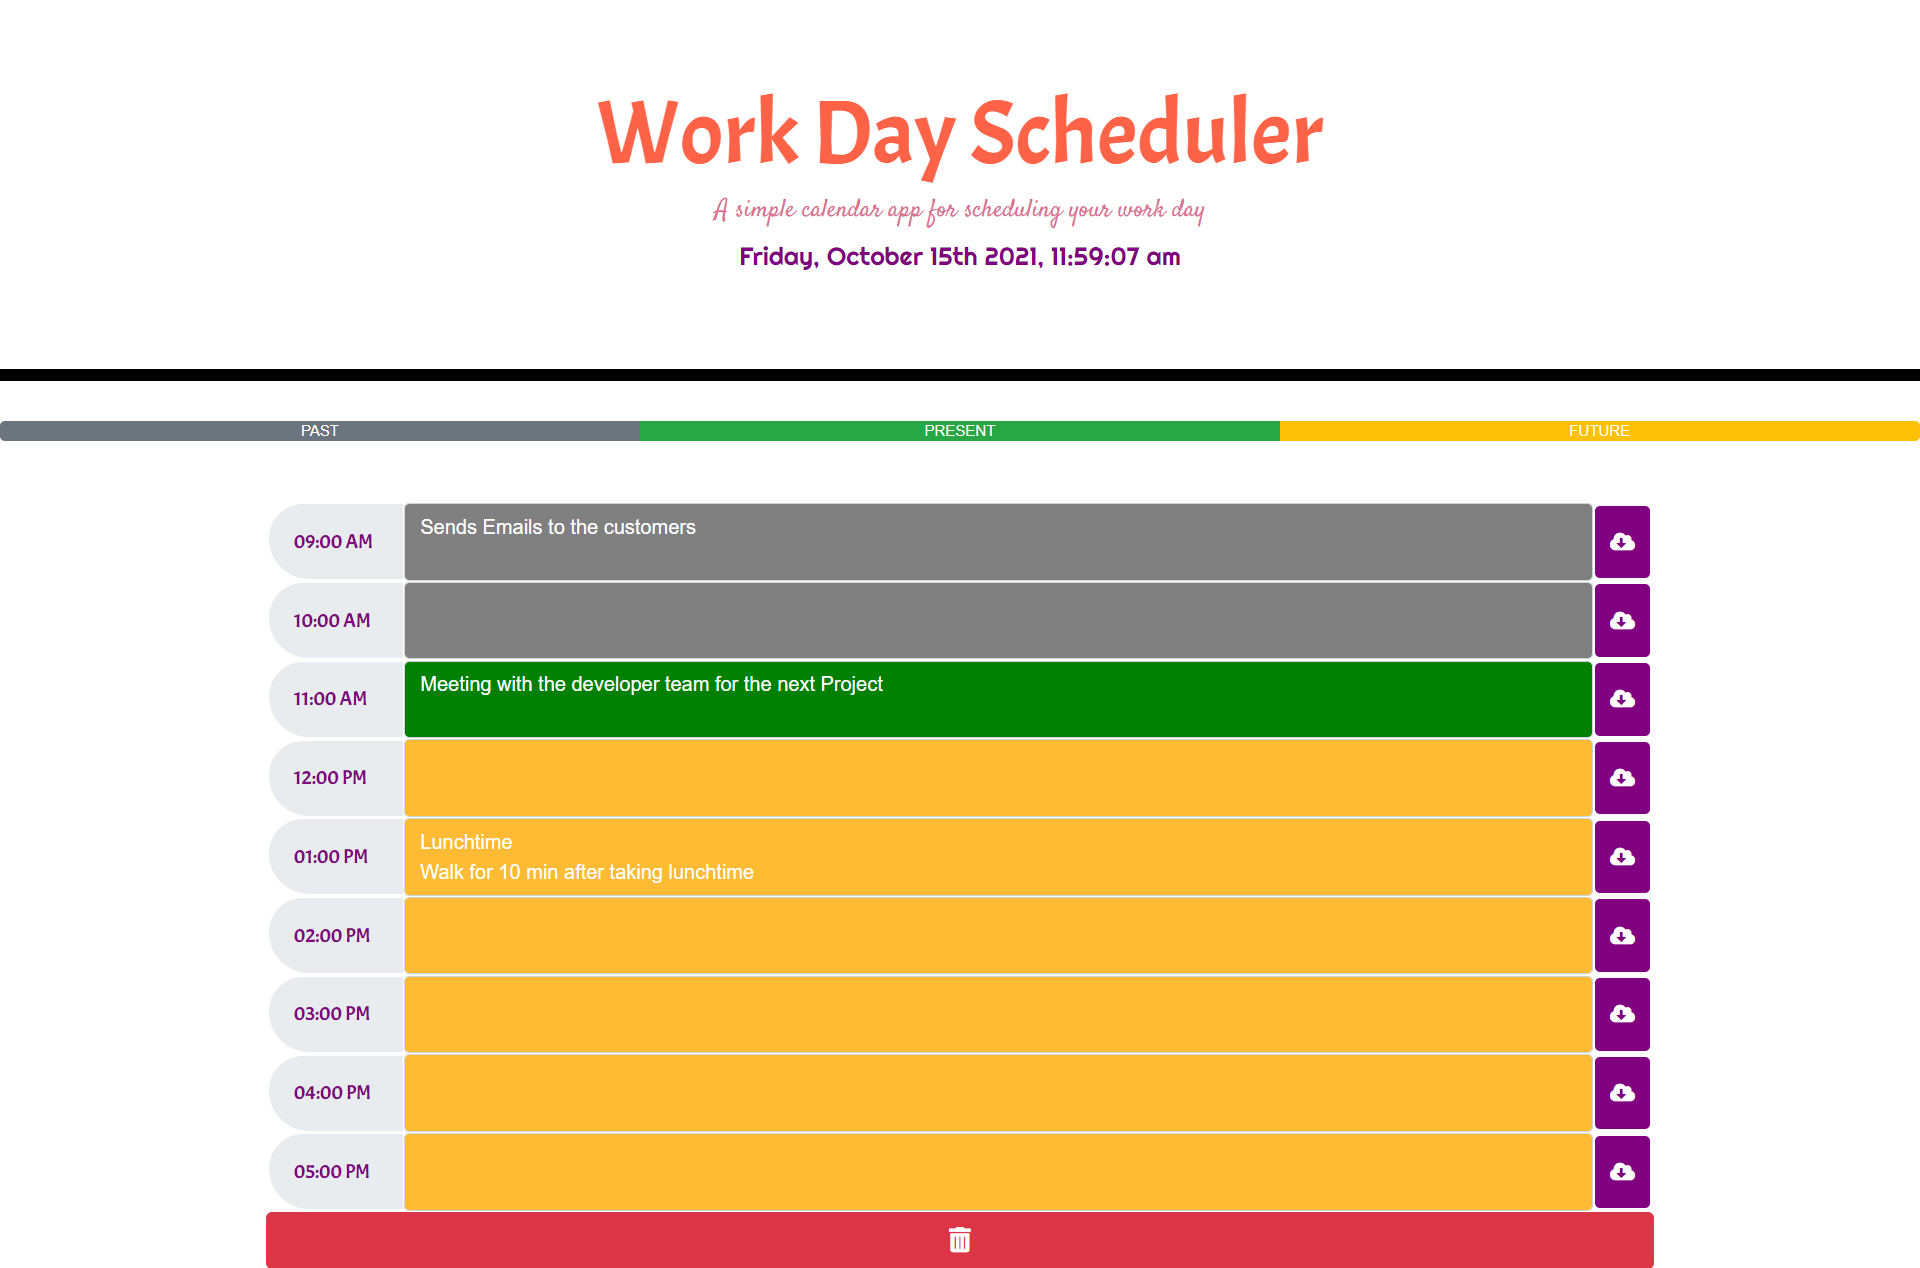 Work Day Scheduler
A simple calendar app for scheduling your work day
Friday, October 15th 2021, 11:59:07 am
PAST PRESENT FUTURE
09:00 AM Sends Emails to the customers
10:00 AM
11:00 AM Meeting with the developer team for the next Project
12:00 PM
01:00 PM Lunchtime
Walk for 10 min after taking lunchtime
02:00 PM
03:00 PM
04:00 PM
05:00 PM